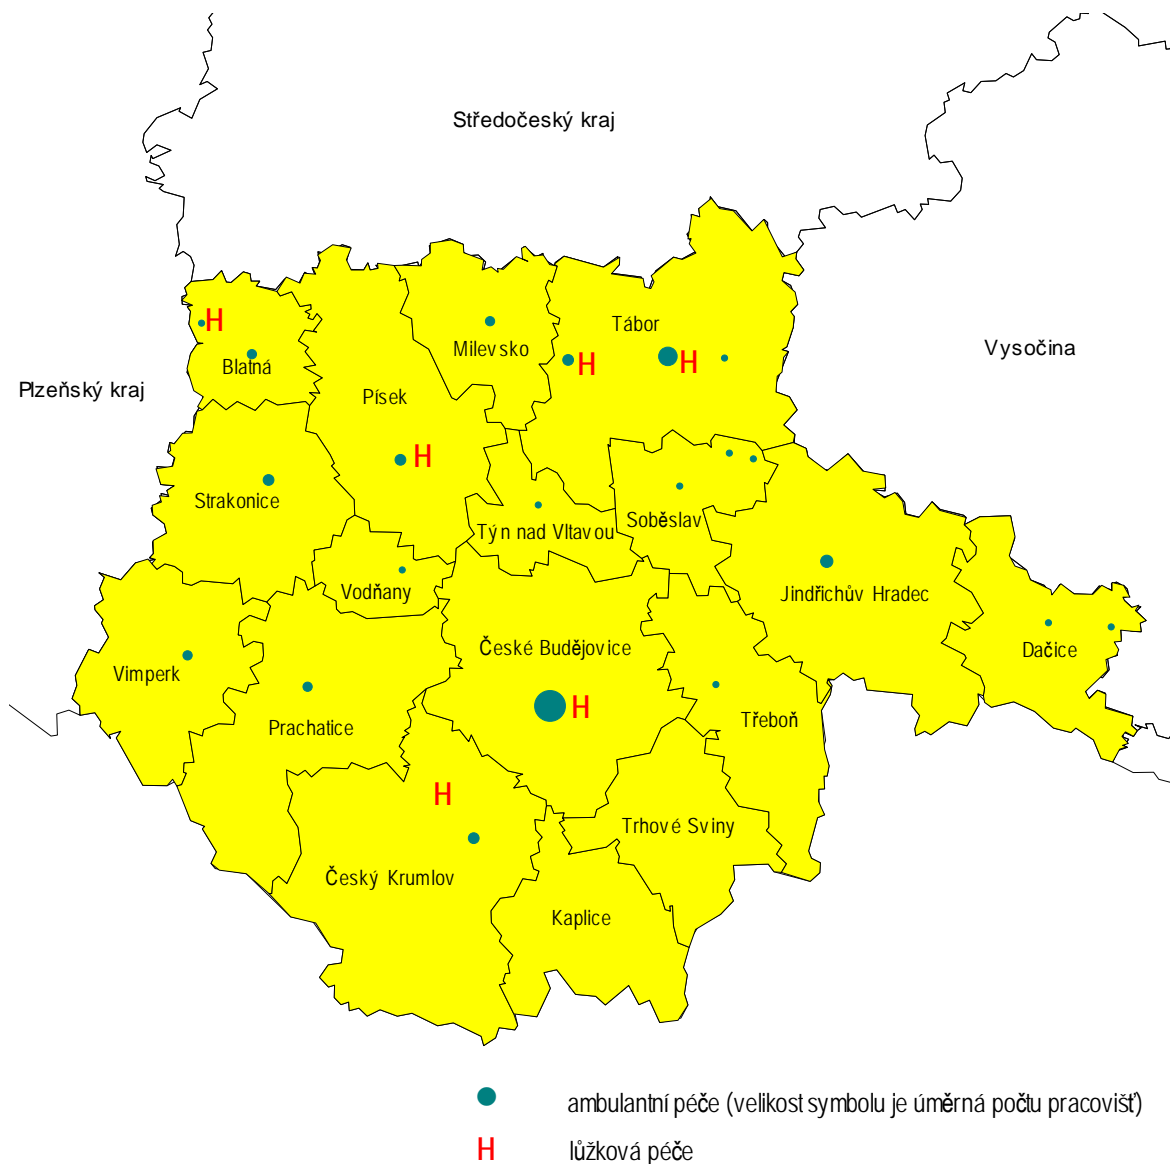 Středočeský kraj
Tábor
H
Milevsko
Vysočina
H
H
Blatná
Plzeňský kraj
Písek
H
Strakonice
Soběslav
Týn nad Vltavou
Vodňany
Jindřichův Hradec
České Budějovice
Dačice
Vimperk
H
Třeboň
Prachatice
H
Trhové Sviny
Český Krumlov
Kaplice
ambulantní péče (velikost symbolu je úměrná počtu pracovišť)
H lůžková péče